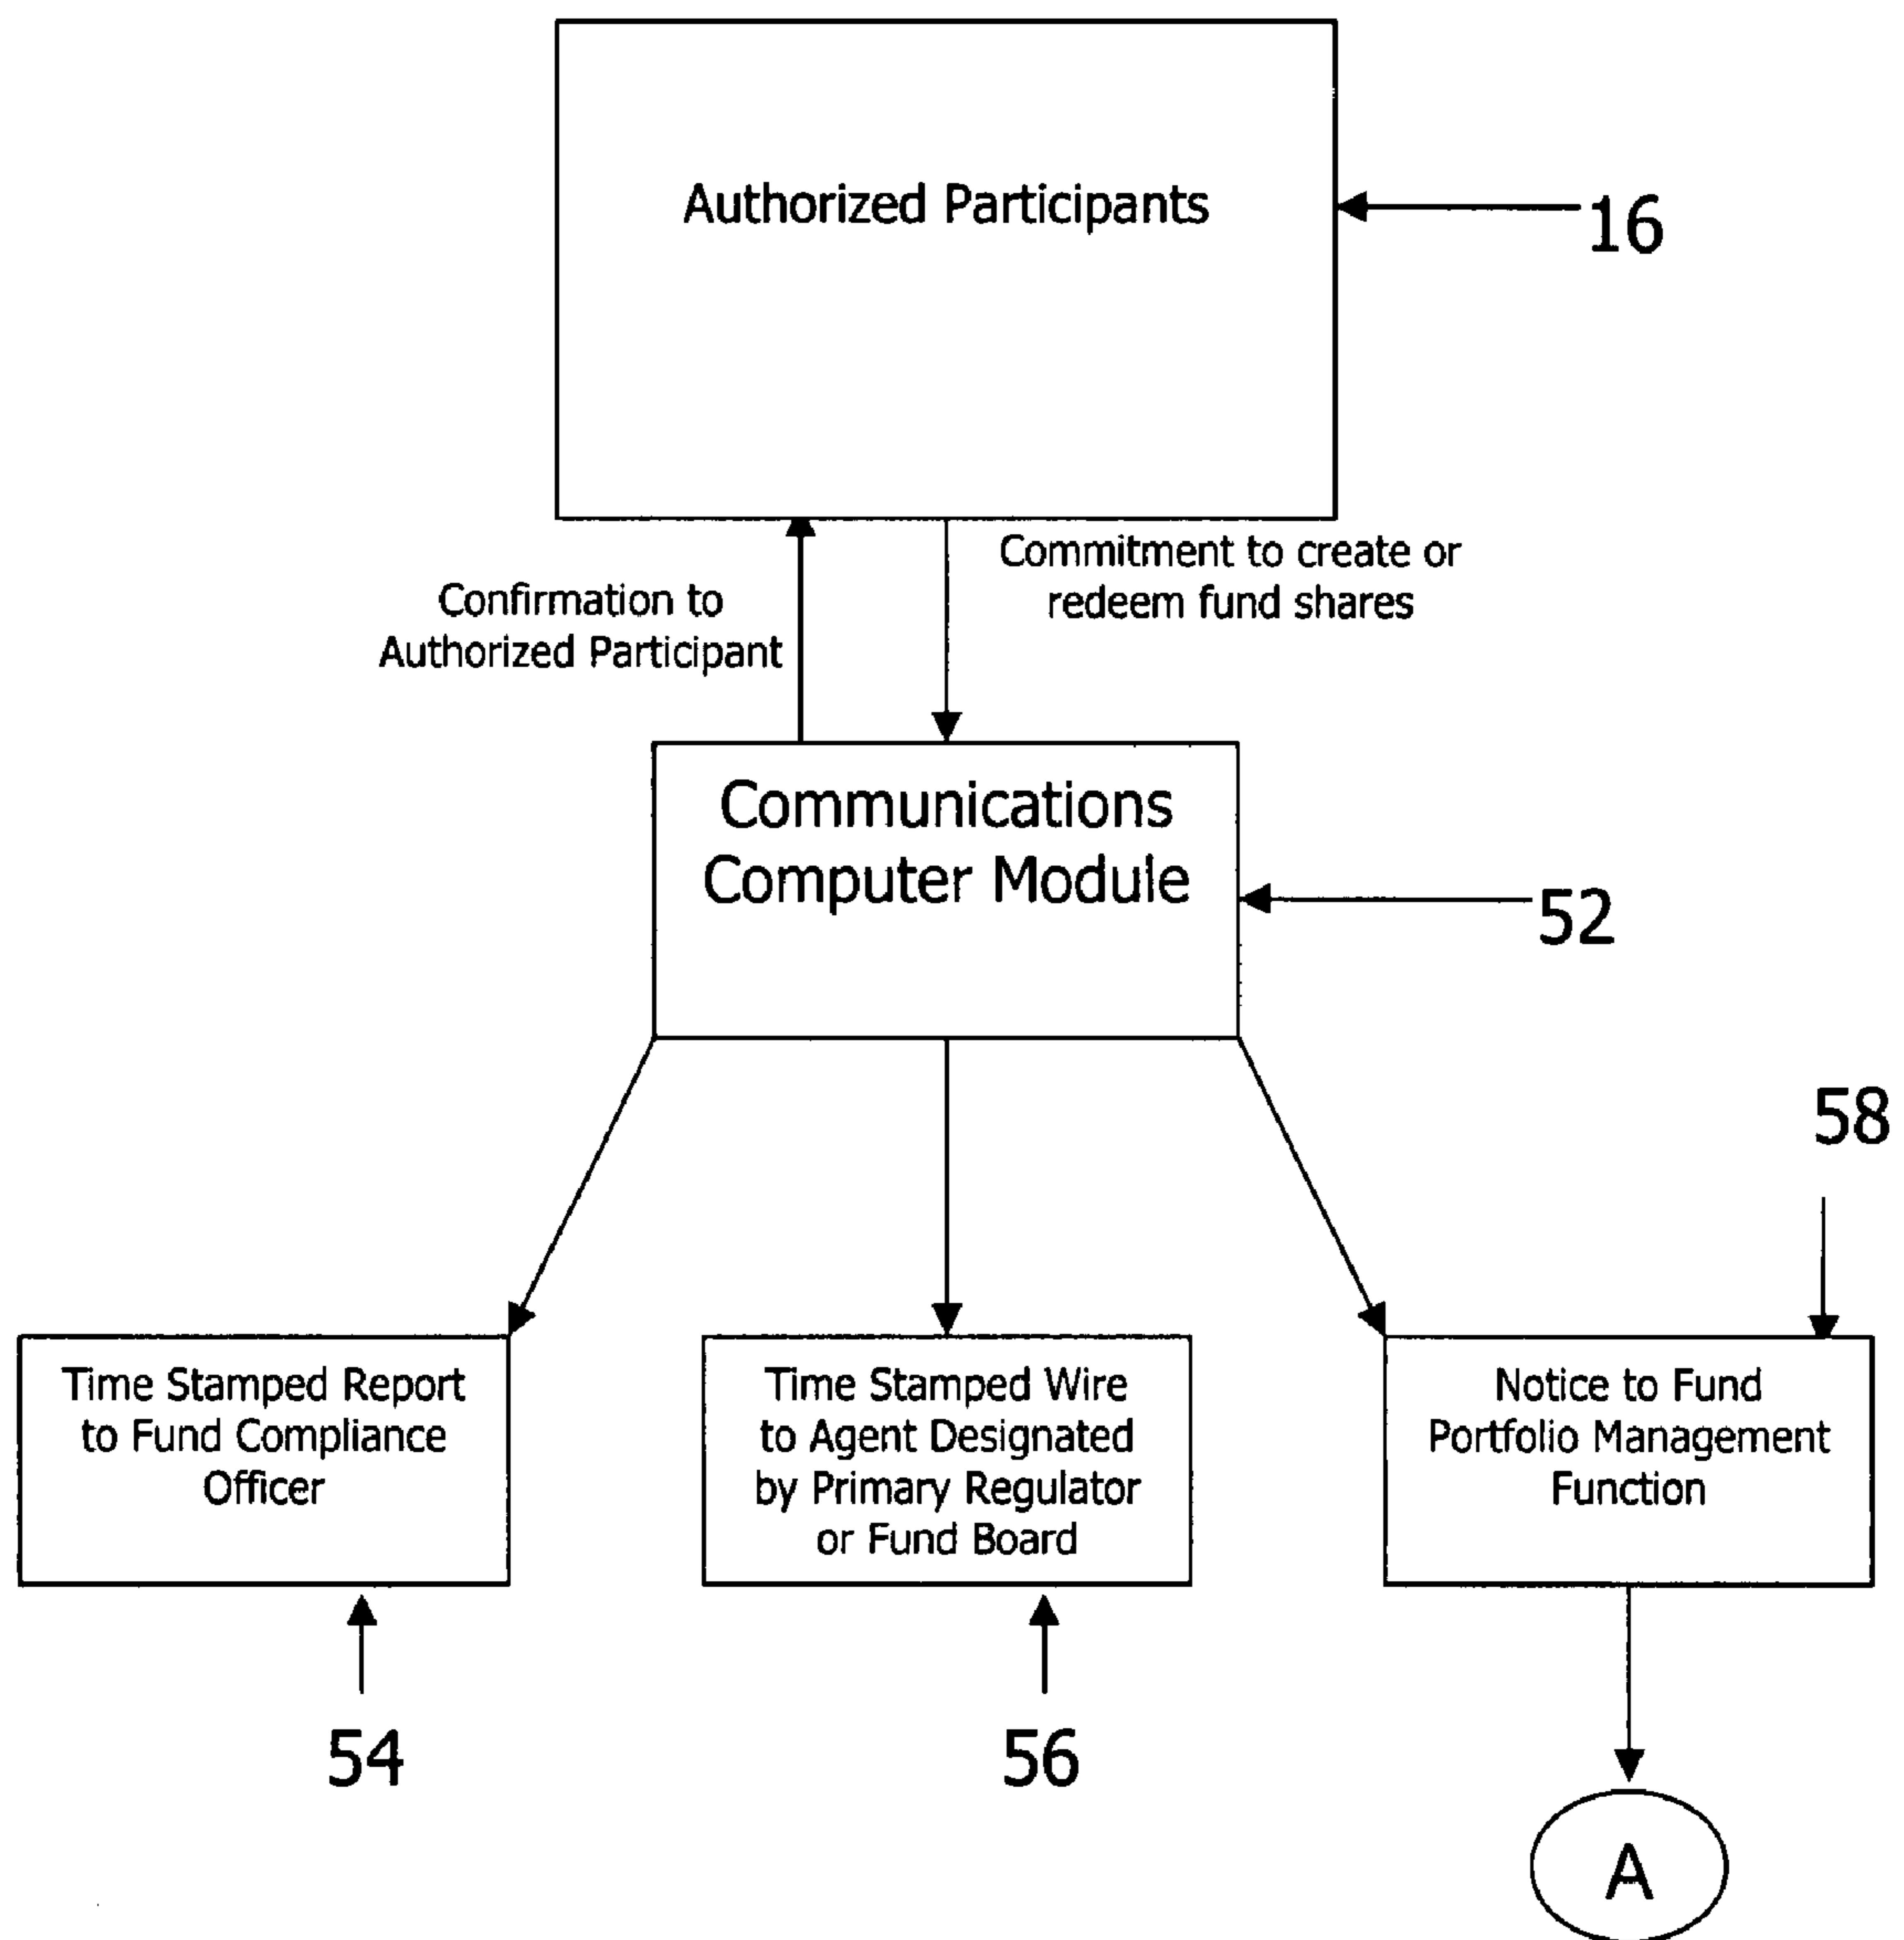 Authorized Participants
16
Commitment to create or
redeem fund shares
Confirmation to
Authorized Participant
Communications
Computer Module
52
58
Time Stamped Report
to Fund Compliance
Officer
Time Stamped Wire
to Agent Designated
by Primary Regulator
or Fund Board
Notice to Fund
Portfolio Management
Function
54
56
A